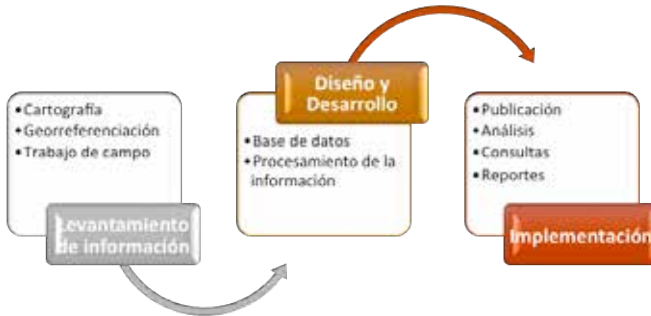 •Cartografía
•Georreferenciación
•Trabajo de campo
Levantamiento
de información
Diseño y
Desarrollo
•Base de datos
•Procesamiento de la
información
•Publicación
•Análisis
•Consultas
•Reportes
Implementación